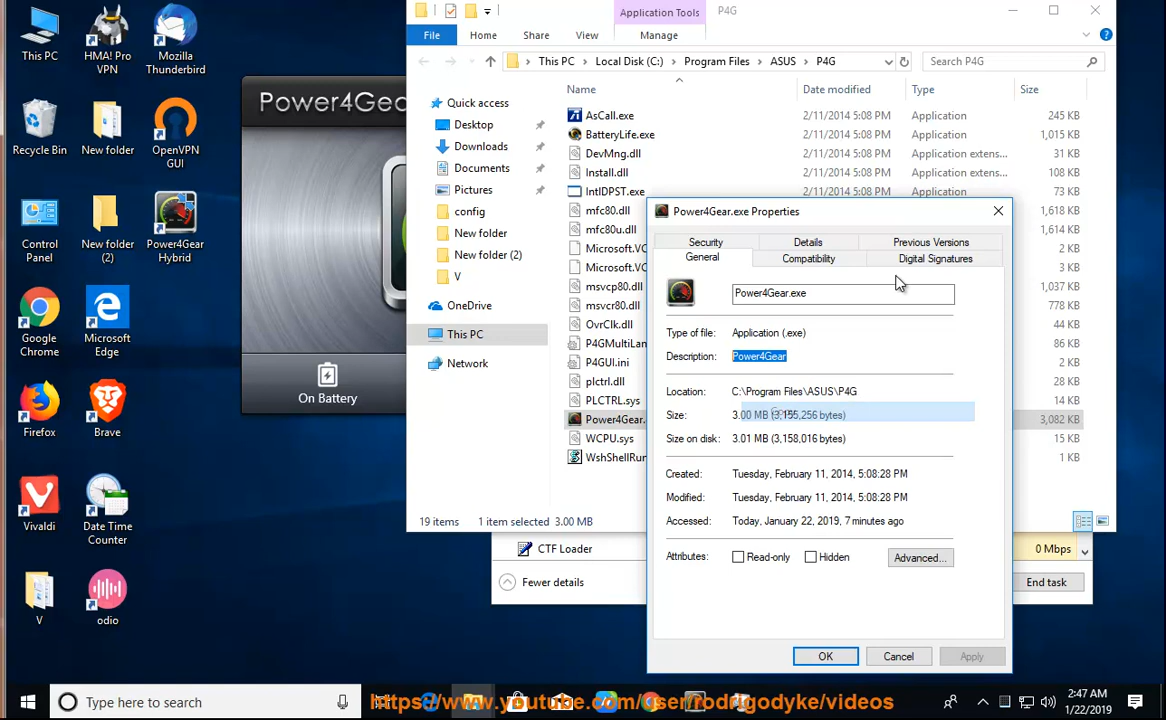 This PC
HMA! Pro
VPN
Mozilla
Thunderbird
Recycle Bin
New folder
OpenVPN
GUI
Control
Panel
New folder
(2)
Power4Gear
Hybrid
Google
Chrome
Microsoft
Edge
Firefox
Brave
Vivaldi
Date Time
Counter
V
odio
Power4Gear
On Battery
Application Tools
P4G
File
Home
Share
View
Manage
This PC
Local Disk (C:)
Program Files
ASUS
P4G
Search P4G
Quick access
Desktop
Downloads
Documents
Pictures
config
New folder
New folder (2)
V
OneDrive
This PC
Network
Name
Date modified
Type
Size
AsCall.exe 2/11/2014 5:08 PM Application 245 KB
BatteryLife.exe 2/11/2014 5:08 PM Application 1,015 KB
DevMng.dll 2/11/2014 5:08 PM Application extens... 31 KB
Install.dll 2/11/2014 5:08 PM Application extens... 108 KB
IntlDPST.exe 2/11/2014 5:08 PM Application 73 KB
mfc80.dll 1,618 KB
mfc80u.dll 1,614 KB
Microsoft.VC 2 KB
Microsoft.VC 1 KB
msvcp80.dll 1,037 KB
msvcr80.dll 778 KB
OvrClk.dll 44 KB
P4GMultiLan 86 KB
P4GUI.ini 2 KB
plctrl.dll 62 KB
PLCTRL.sys 14 KB
Power4Gear. 3,082 KB
WCPU.sys 15 KB
WshShellRun 1 KB
19 items
1 item selected 3.00 MB
CTF Loader
0 Mbps
Fewer details
End task
Power4Gear.exe Properties
Security
Details
Previous Versions
General
Compatibility
Digital Signatures
Power4Gear.exe
Type of file: Application (.exe)
Description: Power4Gear
Location: C:\Program Files\ASUS\P4G
Size: 3.00 MB (3,155,256 bytes)
Size on disk: 3.01 MB (3,158,016 bytes)
Created: Tuesday, February 11, 2014, 5:08:28 PM
Modified: Tuesday, February 11, 2014, 5:08:28 PM
Accessed: Today, January 22, 2019, 7 minutes ago
Attributes: Read-only Hidden Advanced...
OK
Cancel
Apply
Type here to search
https://www.youtube.com/user/rodrigodyke/videos
2:47 AM
1/22/2019